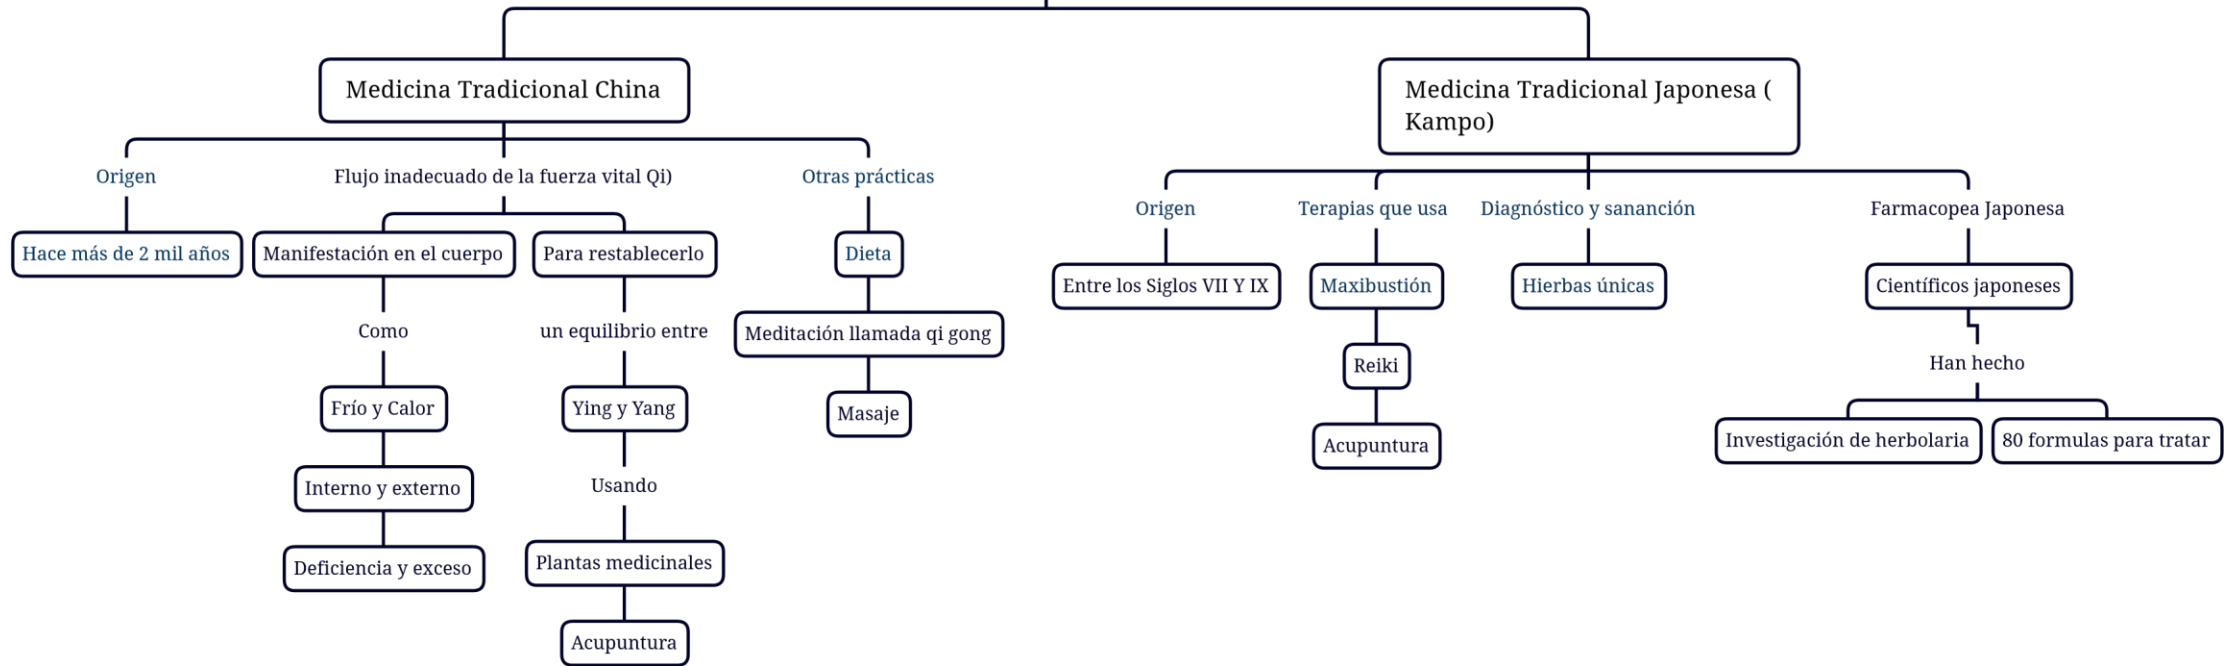 Medicina Tradicional China
Medicina Tradicional Japonesa (
Kampo)
Origen
Flujo inadecuado de la fuerza vital Qi)
Otras prácticas
Hace más de 2 mil años
Manifestación en el cuerpo
Para restablecerlo
Dieta
Como
un equilibrio entre
Meditación llamada qi gong
Frío y Calor
Ying y Yang
Masaje
Interno y externo
Usando
Deficiencia y exceso
Plantas medicinales
Acupuntura
Origen
Terapias que usa
Diagnóstico y sananción
Farmacopea Japonesa
Entre los Siglos VII Y IX
Maxibustión
Hierbas únicas
Científicos japoneses
Reiki
Han hecho
Acupuntura
Investigación de herbolaria
80 formulas para tratar